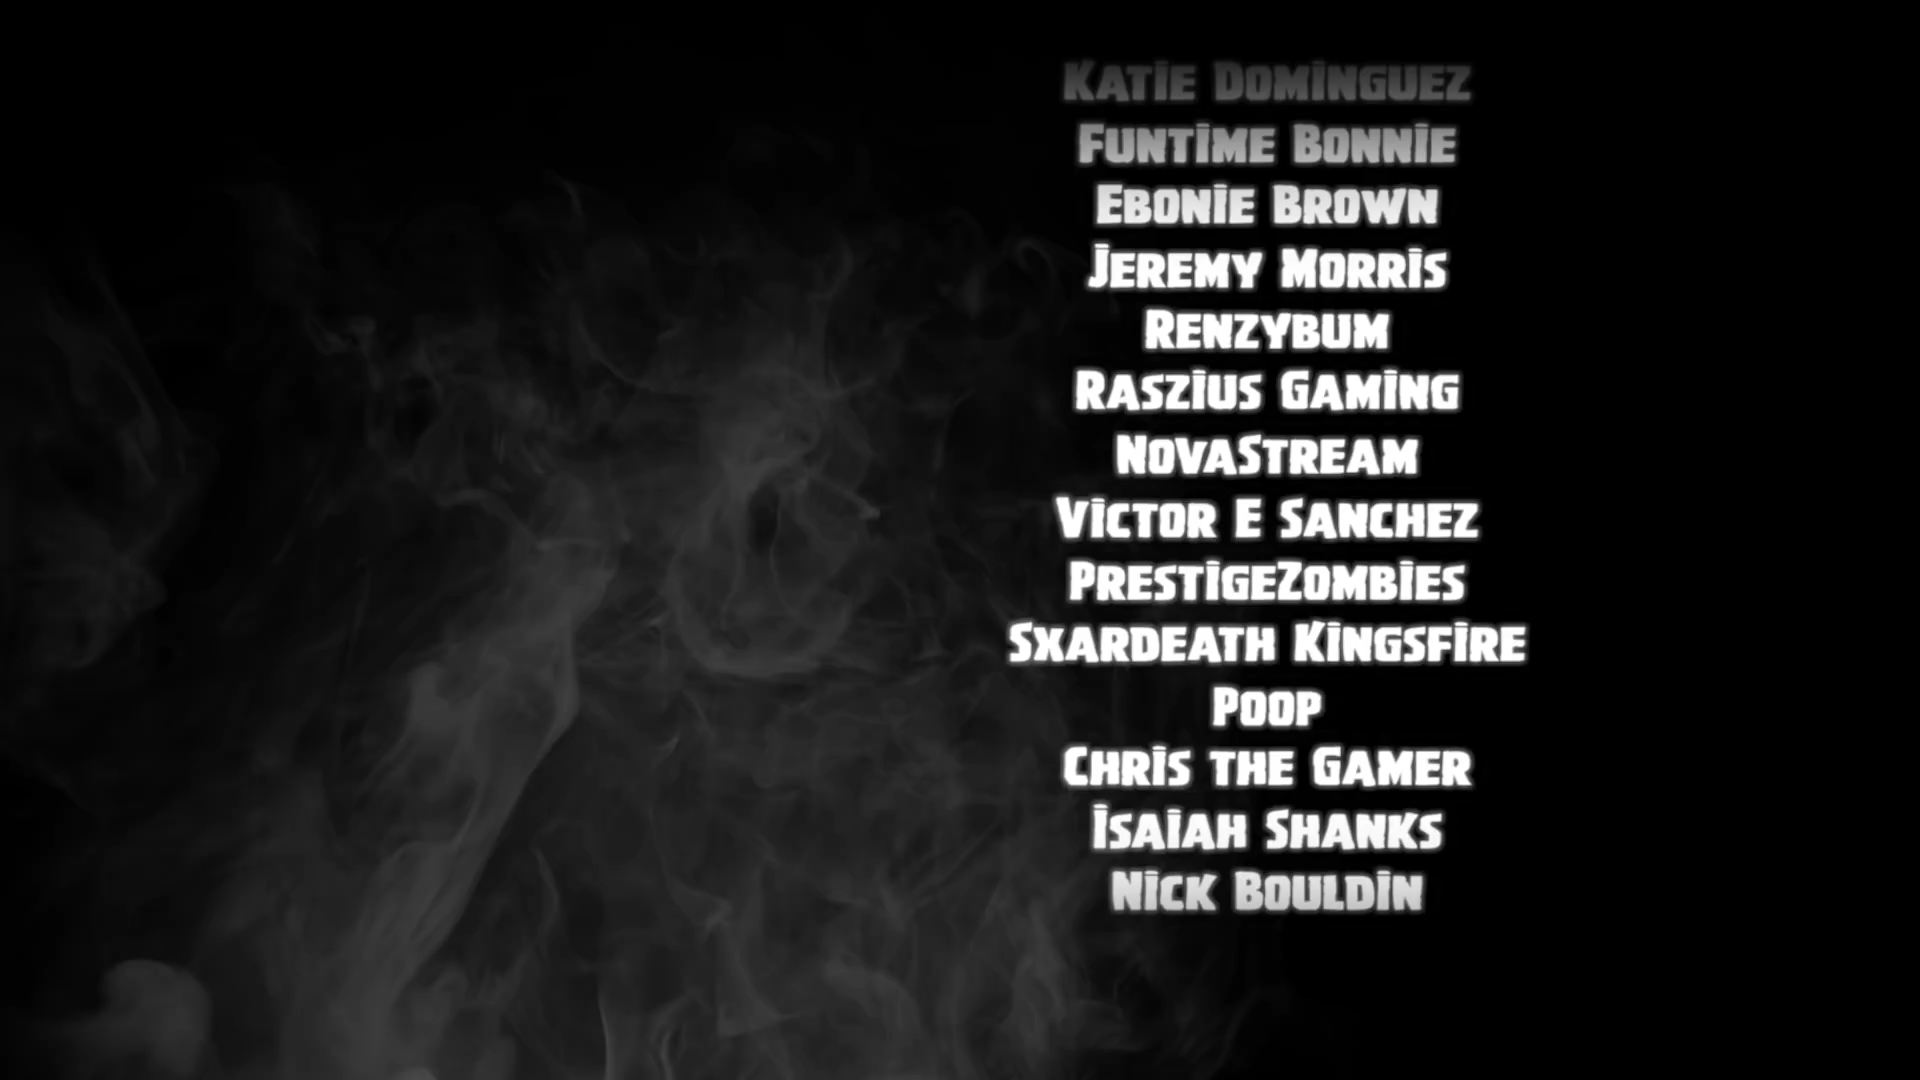 Katie Dominguez
Funtime Bonnie
Ebonie Brown
Jeremy Morris
Renzybum
Raszius Gaming
NovaStream
Victor E Sanchez
PrestigeZombies
Sxardeath Kingsfire
Poop
Chris the Gamer
Isaiah Shanks
Nick Bouldin